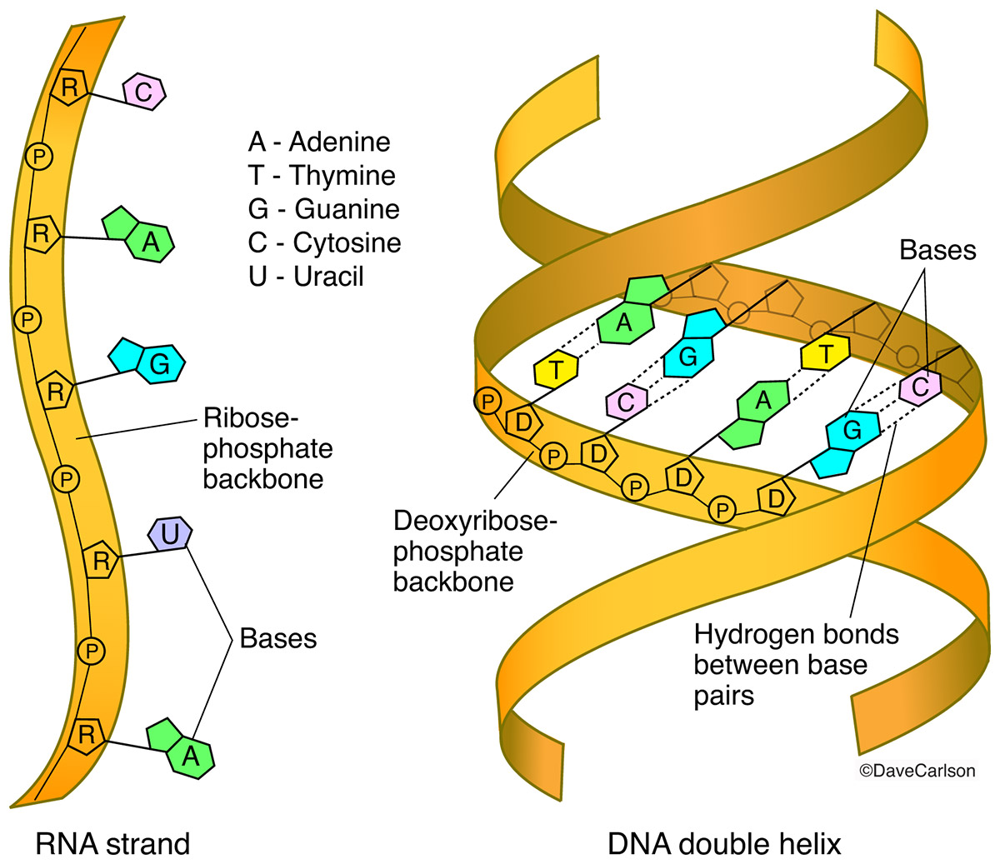 R
C
P
R
A
P
R
G
P
R
U
P
R
A
A - Adenine
T - Thymine
G - Guanine
C - Cytosine
U - Uracil
Ribose-
phosphate
backbone
Bases
RNA strand
Bases
A
G
T
C
T
C
A
G
P
D
P
D
P
D
P
D
Deoxyribose-
phosphate
backbone
Hydrogen bonds
between base
pairs
©DaveCarlson
DNA double helix